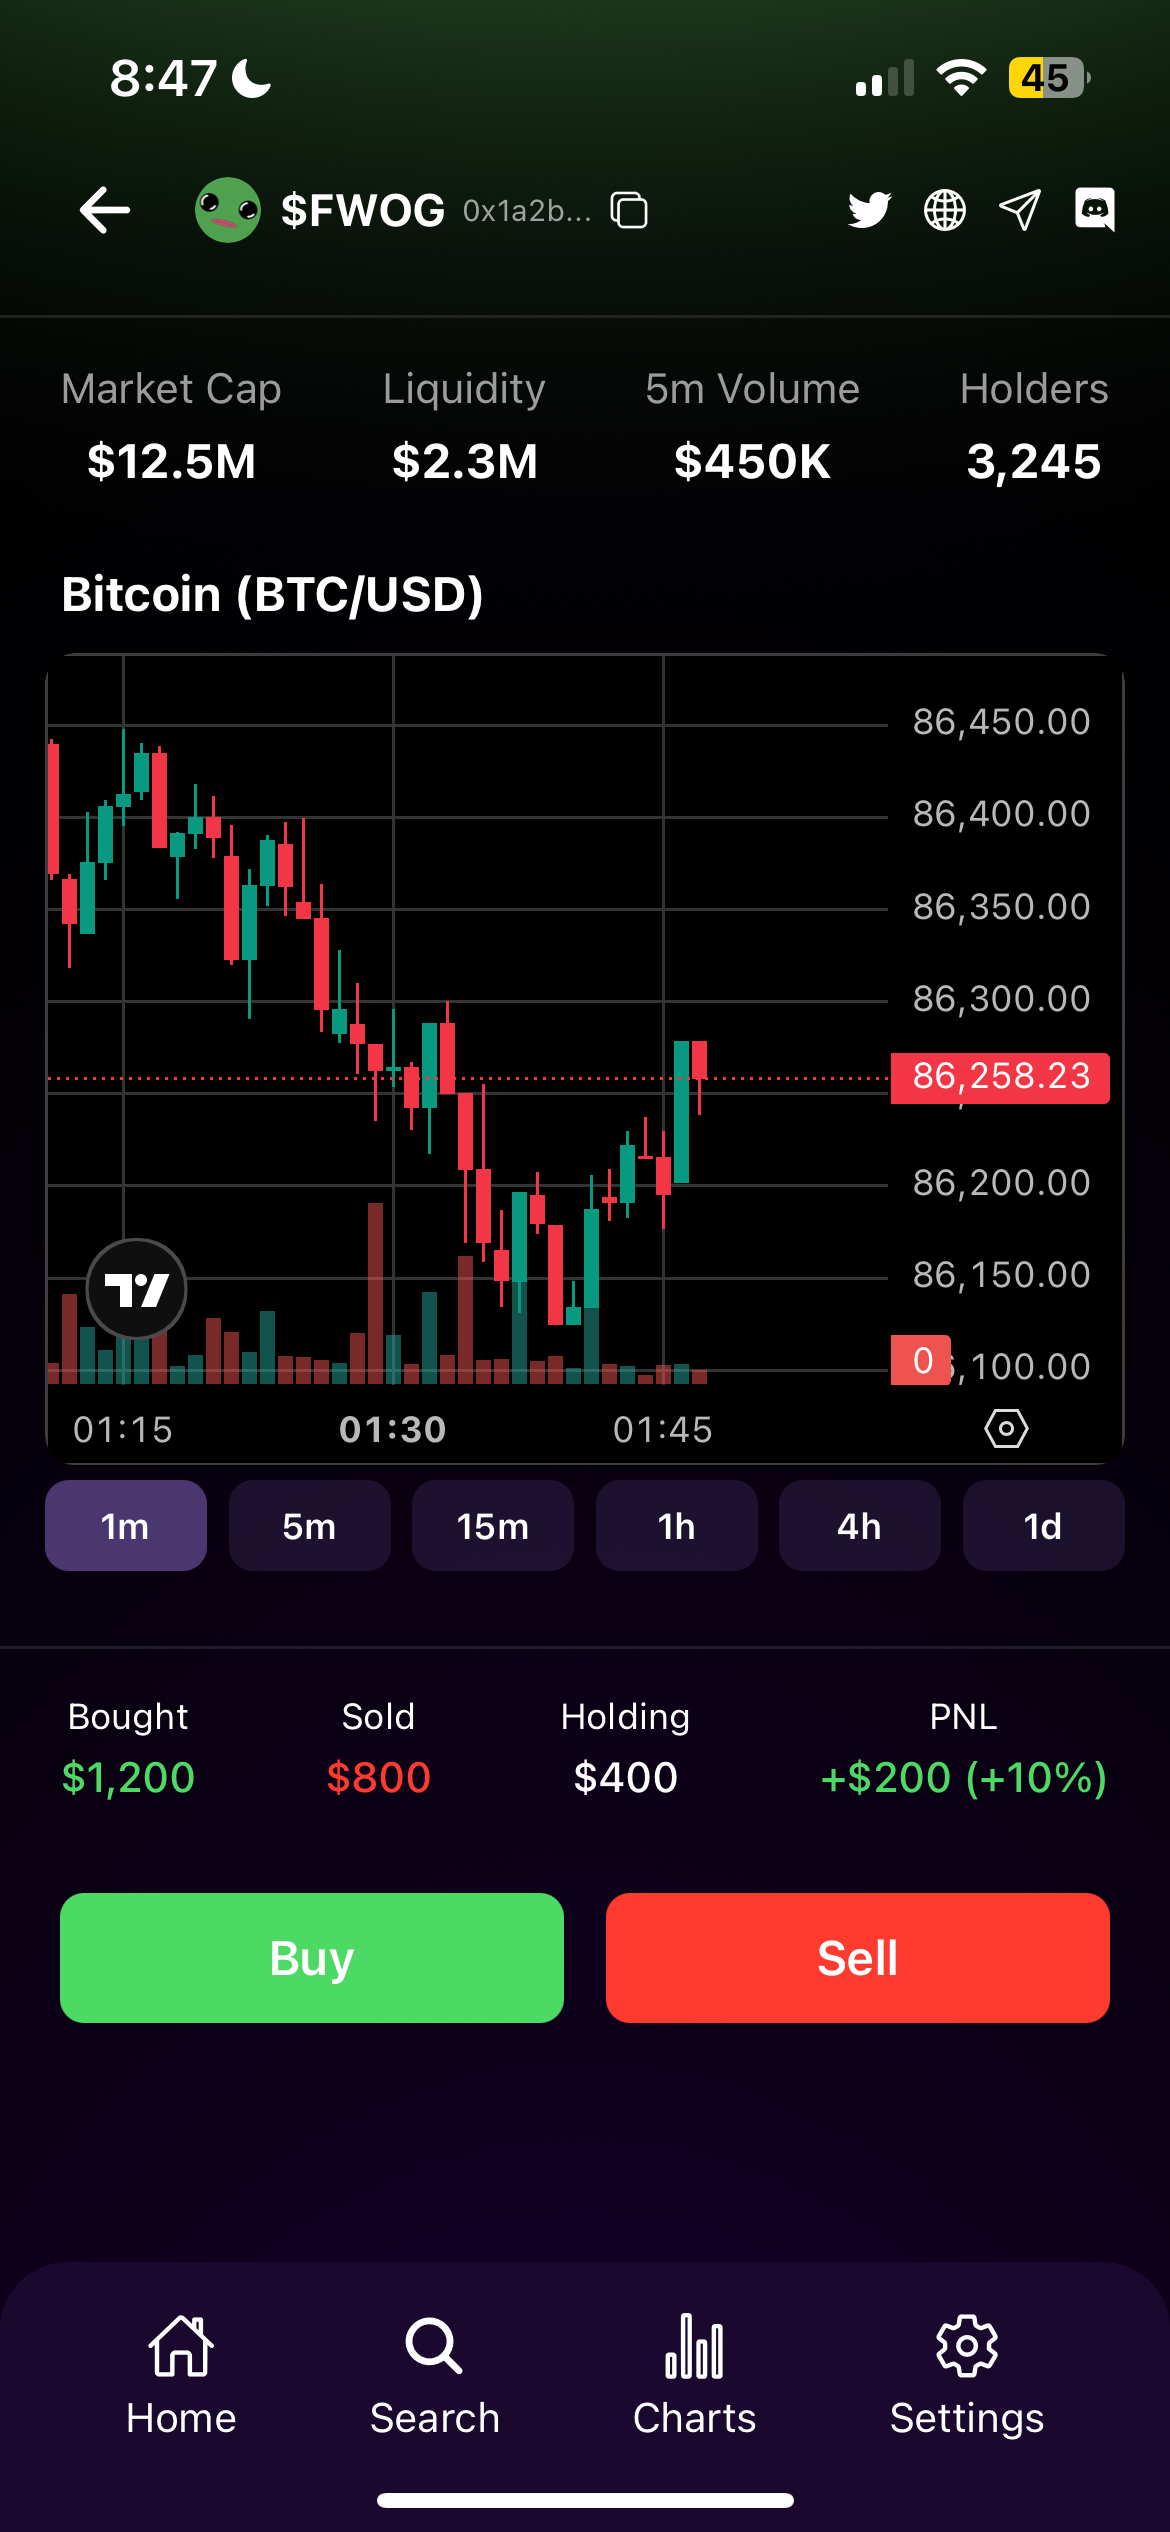 8:47
45
$FWOG 0x1a2b...
Market Cap Liquidity 5m Volume Holders
$12.5M $2.3M $450K 3,245
Bitcoin (BTC/USD)
86,450.00
86,400.00
86,350.00
86,300.00
86,258.23
86,200.00
86,150.00
0 ,100.00
01:15 01:30 01:45
1m 5m 15m 1h 4h 1d
Bought Sold Holding PNL
$1,200 $800 $400 +$200 (+10%)
Buy Sell
Home Search Charts Settings